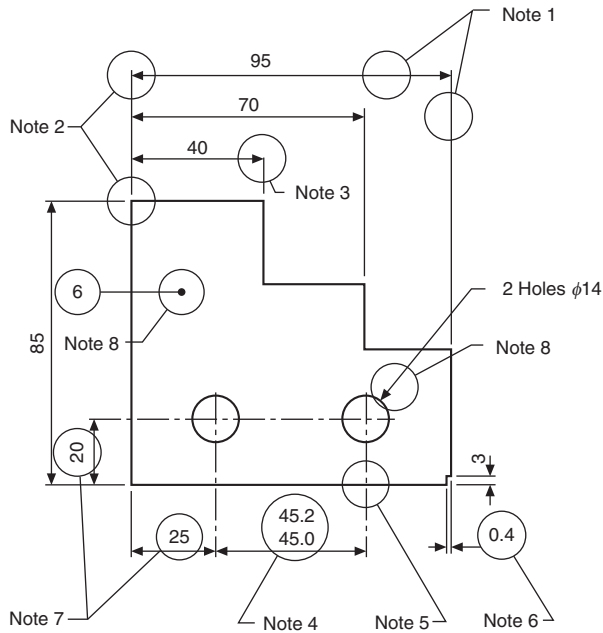 Note 1
95
70
Note 2
40
Note 3
6
2 Holes ϕ14
Note 8
Note 8
85
20
3
45.2
45.0
25
0.4
Note 7
Note 4
Note 5
Note 6